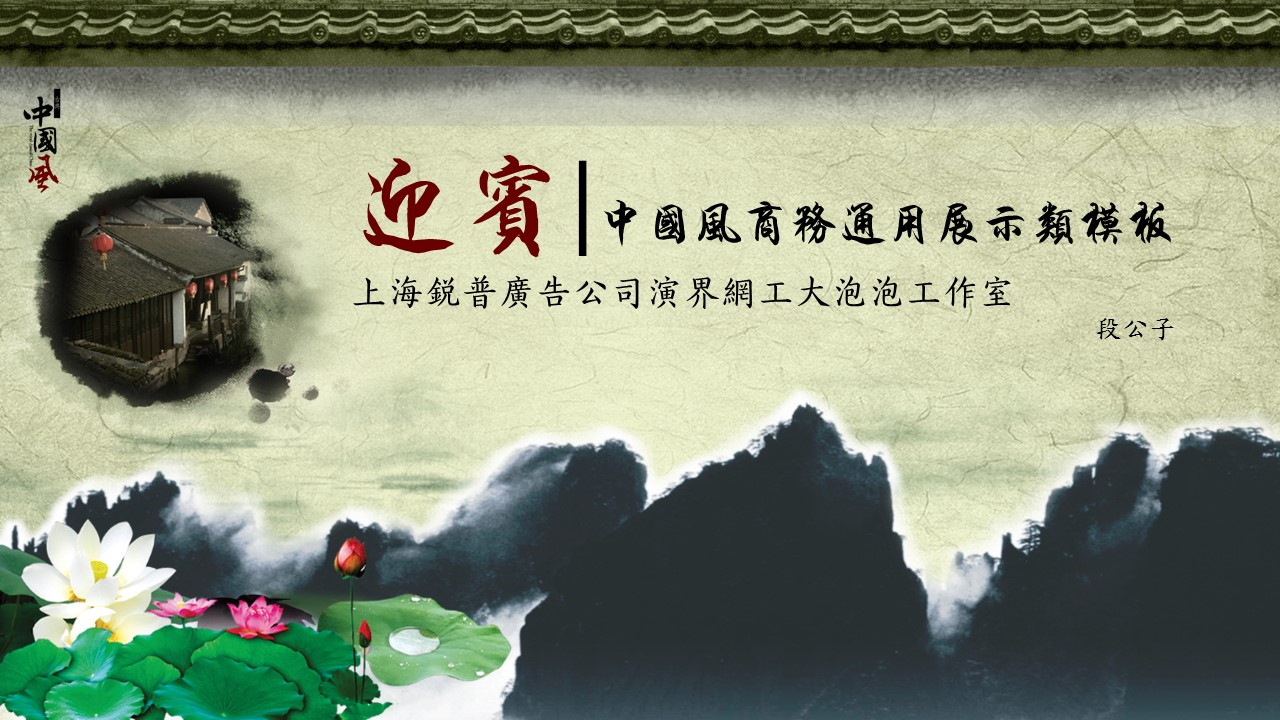 中國風
迎賓|中國風商務通用展示類模板
上海鋭普廣告公司演界網工大泡泡工作室
段公子